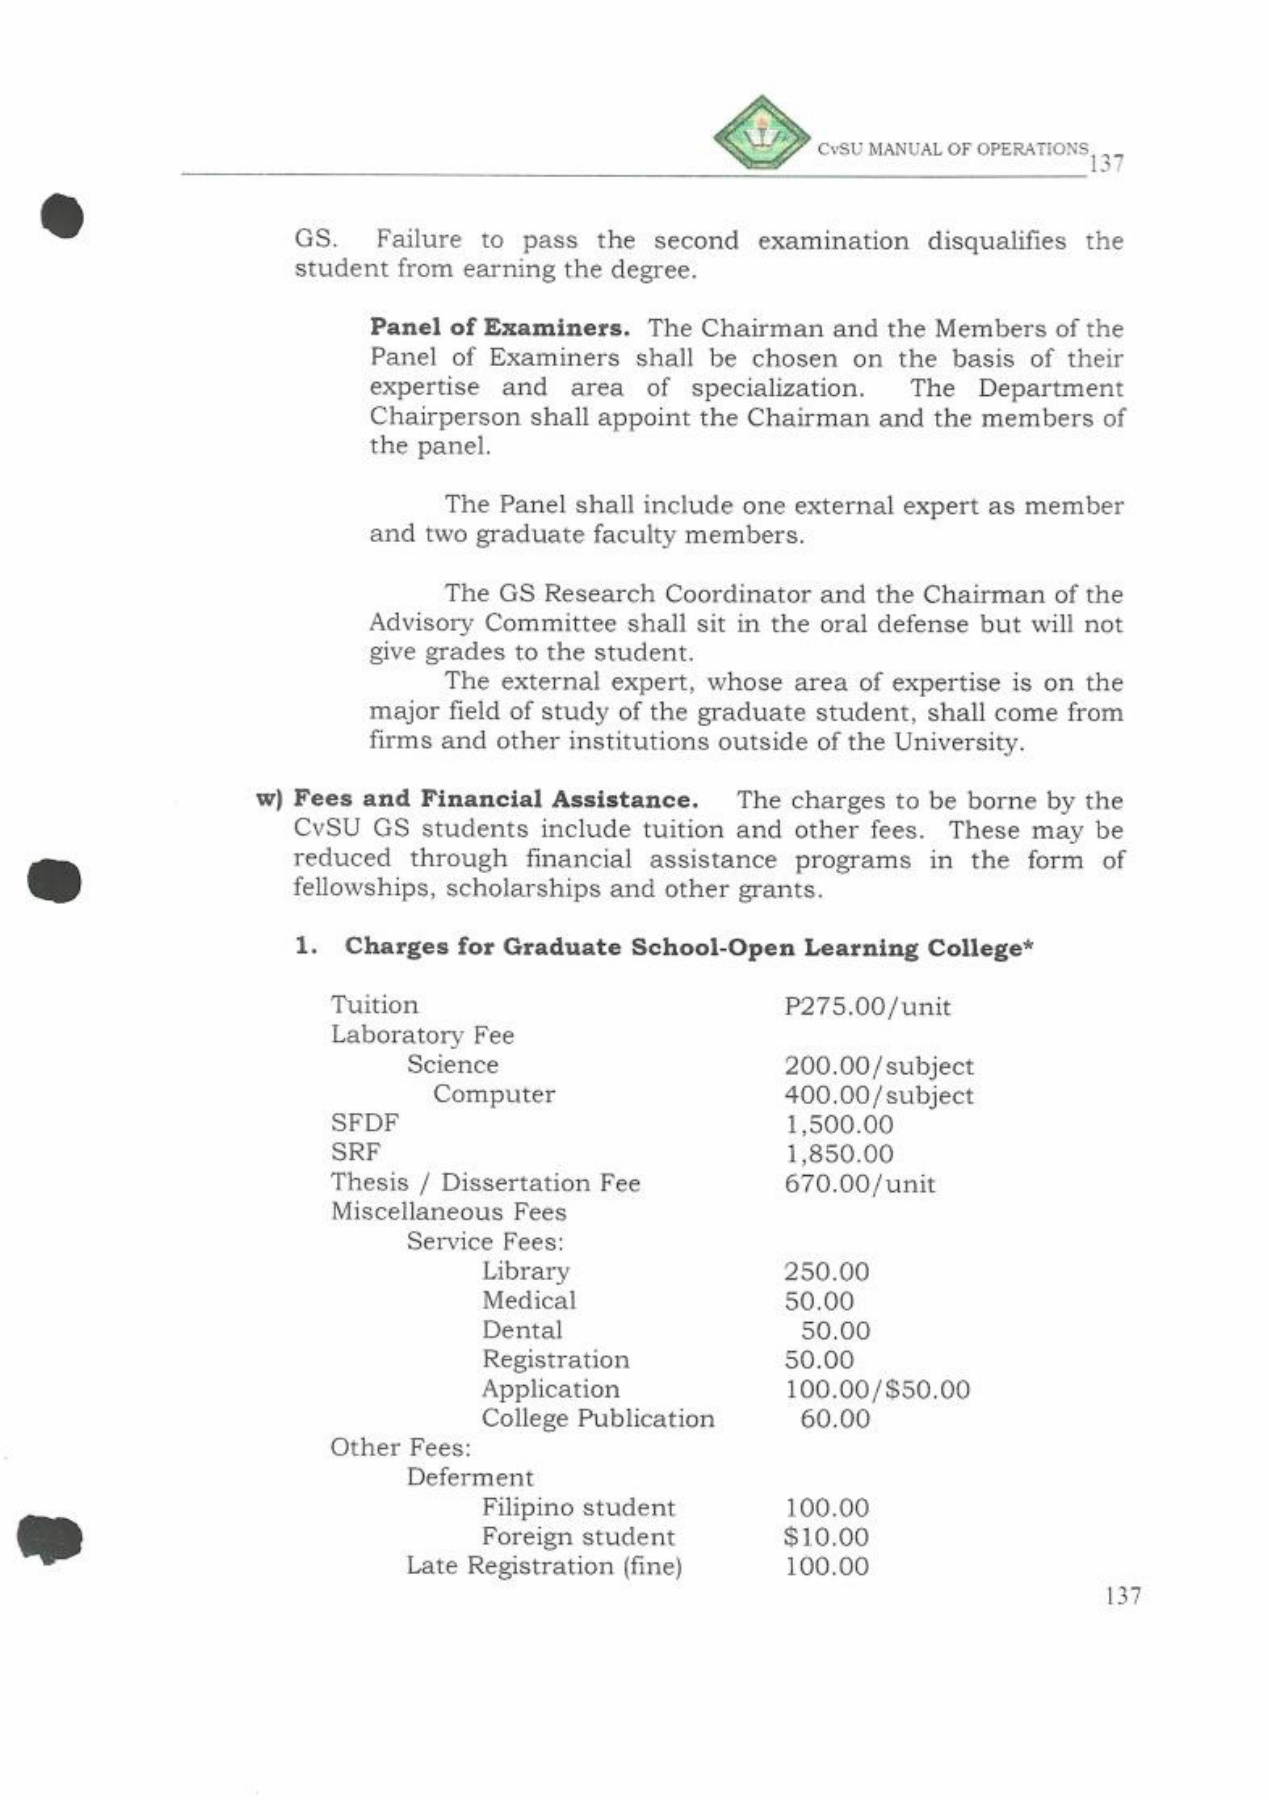 CvSU MANUAL OF OPERATIONS 137
GS. Failure to pass the second examination disqualifies the
student from earning the degree.
Panel of Examiners. The Chairman and the Members of the
Panel of Examiners shall be chosen on the basis of their
expertise and area of specialization. The Department
Chairperson shall appoint the Chairman and the members of
the panel.
The Panel shall include one external expert as member
and two graduate faculty members.
The GS Research Coordinator and the Chairman of the
Advisory Committee shall sit in the oral defense but will not
give grades to the student.
The external expert, whose area of expertise is on the
major field of study of the graduate student, shall come from
firms and other institutions outside of the University.
w) Fees and Financial Assistance. The charges to be borne by the
CvSU GS students include tuition and other fees. These may be
reduced through financial assistance programs in the form of
fellowships, scholarships and other grants.
1. Charges for Graduate School-Open Learning College*
Tuition P275.00/unit
Laboratory Fee
Science 200.00/subject
Computer 400.00/subject
SFDF 1,500.00
SRF 1,850.00
Thesis / Dissertation Fee 670.00/unit
Miscellaneous Fees
Service Fees:
Library 250.00
Medical 50.00
Dental 50.00
Registration 50.00
Application 100.00/$50.00
College Publication 60.00
Other Fees:
Deferment
Filipino student 100.00
Foreign student $10.00
Late Registration (fine) 100.00
137